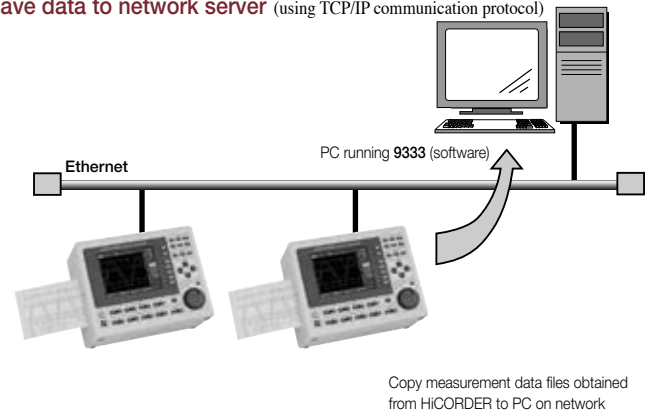 ave data to network server (using TCP/IP communication protocol)
PC running 9333 (software)
Ethernet
Copy measurement data files obtained
from HiCORDER to PC on network